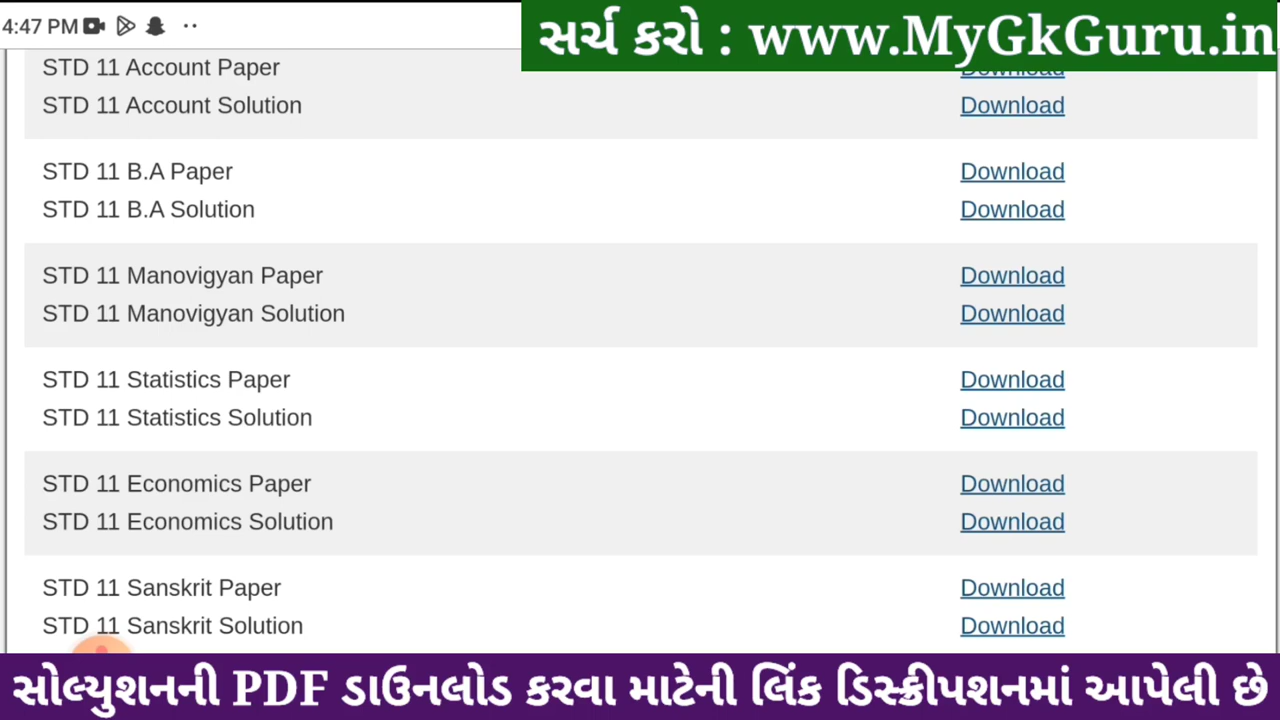 4:47 PM
સર્ચ કરો : www.MyGkGuru.in
STD 11 Account Paper Download
STD 11 Account Solution Download
STD 11 B.A Paper Download
STD 11 B.A Solution Download
STD 11 Manovigyan Paper Download
STD 11 Manovigyan Solution Download
STD 11 Statistics Paper Download
STD 11 Statistics Solution Download
STD 11 Economics Paper Download
STD 11 Economics Solution Download
STD 11 Sanskrit Paper Download
STD 11 Sanskrit Solution Download
સોલ્યુશનની PDF ડાઉનલોડ કરવા માટેની લિંક ડિસ્ક્રીપશનમાં આપેલી છે